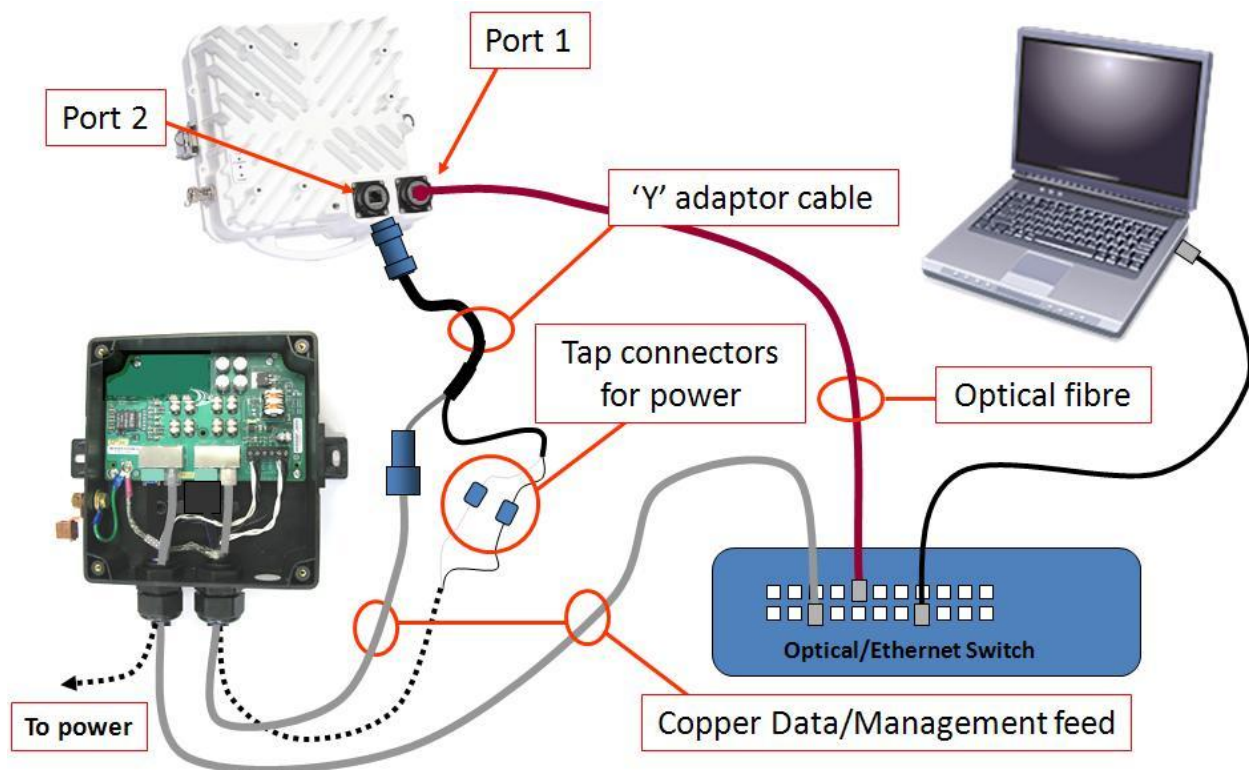 Port 1
Port 2
'Y' adaptor cable
Tap connectors
for power
Optical fibre
Optical/Ethernet Switch
To power
Copper Data/Management feed